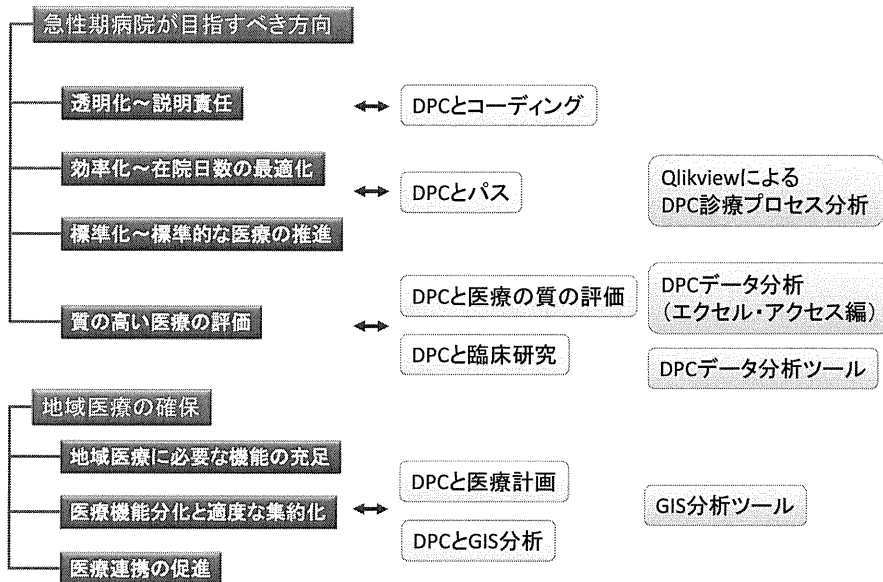 急性期病院が目指すべき方向
透明化～説明責任
DPCとコーディング
効率化～在院日数の最適化
DPCとパス
Qlikviewによる
DPC診療プロセス分析
標準化～標準的な医療の推進
DPCと医療の質の評価
DPCデータ分析
（エクセル・アクセス編）
質の高い医療の評価
DPCと臨床研究
DPCデータ分析ツール
地域医療の確保
地域医療に必要な機能の充足
DPCと医療計画
医療機能分化と適度な集約化
GIS分析ツール
DPCとGIS分析
医療連携の促進